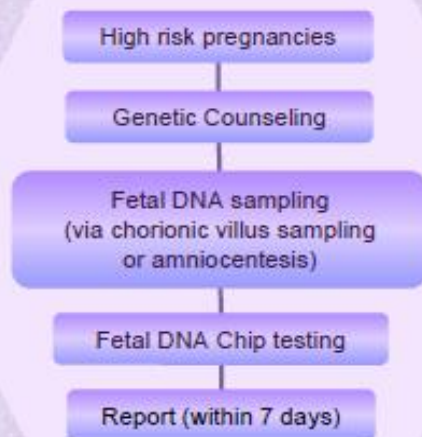 High risk pregnancies
Genetic Counseling
Fetal DNA sampling
(via chorionic villus sampling
or amniocentesis)
Fetal DNA Chip testing
Report (within 7 days)